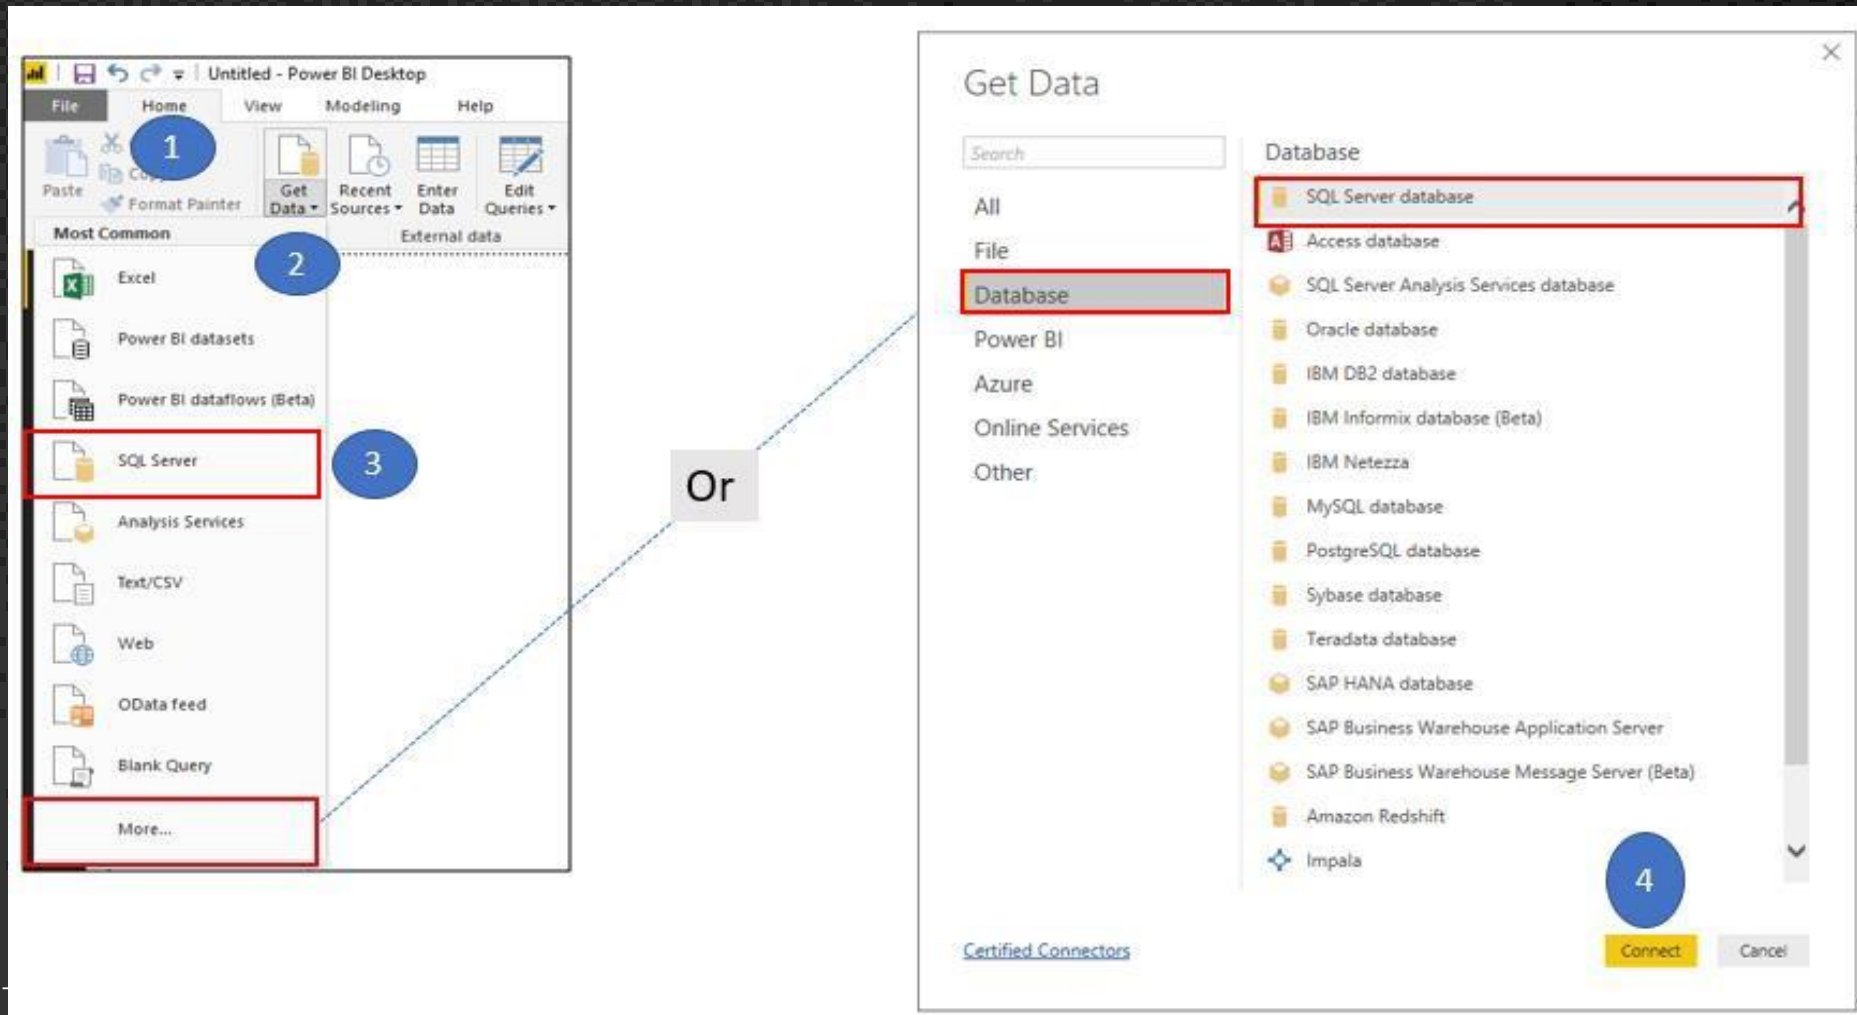 Untitled - Power BI Desktop
File Home View Modeling Help
1
Paste
Format Painter
Get Data
Recent Sources
Enter Data
Edit Queries
External data
Most Common
2
Excel
Power BI datasets
Power BI dataflows (Beta)
SQL Server
3
Analysis Services
Text/CSV
Web
OData feed
Blank Query
More...
Or
Get Data
Search
All
File
Database
Power BI
Azure
Online Services
Other
Database
SQL Server database
Access database
SQL Server Analysis Services database
Oracle database
IBM DB2 database
IBM Informix database (Beta)
IBM Netezza
MySQL database
PostgreSQL database
Sybase database
Teradata database
SAP HANA database
SAP Business Warehouse Application Server
SAP Business Warehouse Message Server (Beta)
Amazon Redshift
Impala
4
Certified Connectors
Connect
Cancel